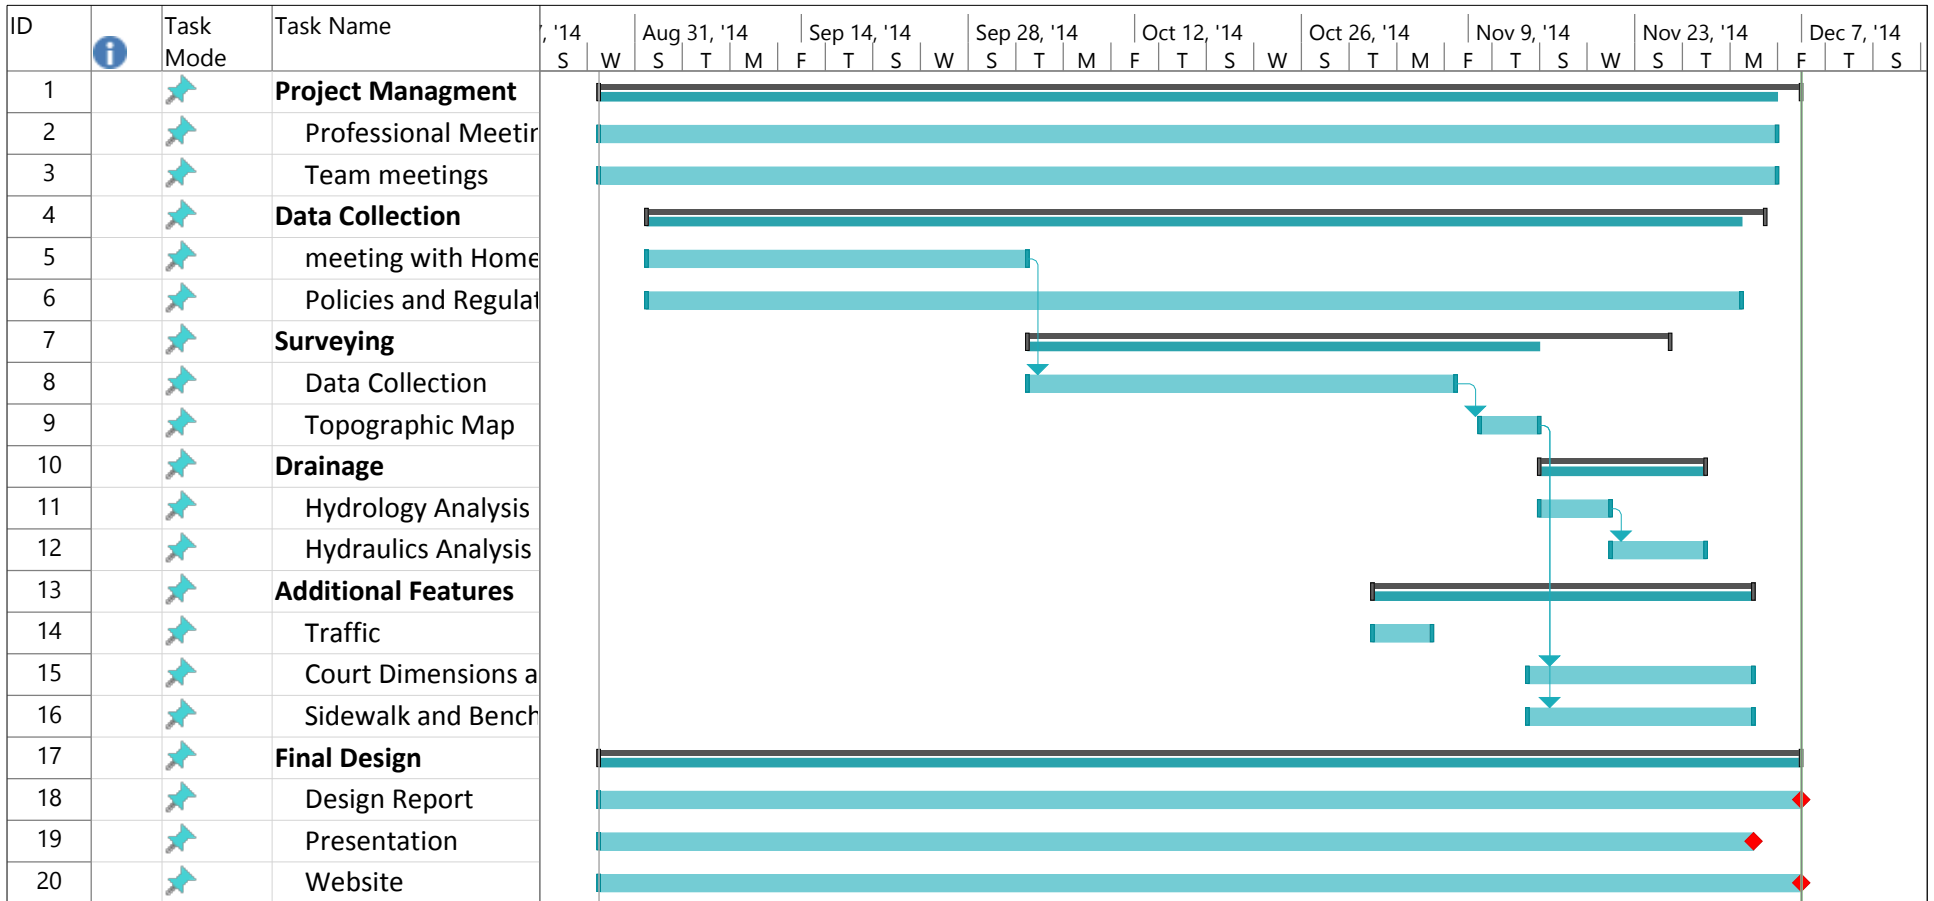 ID Task Mode Task Name , '14 Aug 31, '14 Sep 14, '14 Sep 28, '14 Oct 12, '14 Oct 26, '14 Nov 9, '14 Nov 23, '14 Dec 7, '14
S W S T M F T S W S T M F T S W S T M F T S W S T M F T S
1 Project Managment
2 Professional Meetin
3 Team meetings
4 Data Collection
5 meeting with Home
6 Policies and Regulat
7 Surveying
8 Data Collection
9 Topographic Map
10 Drainage
11 Hydrology Analysis
12 Hydraulics Analysis
13 Additional Features
14 Traffic
15 Court Dimensions a
16 Sidewalk and Bench
17 Final Design
18 Design Report
19 Presentation
20 Website